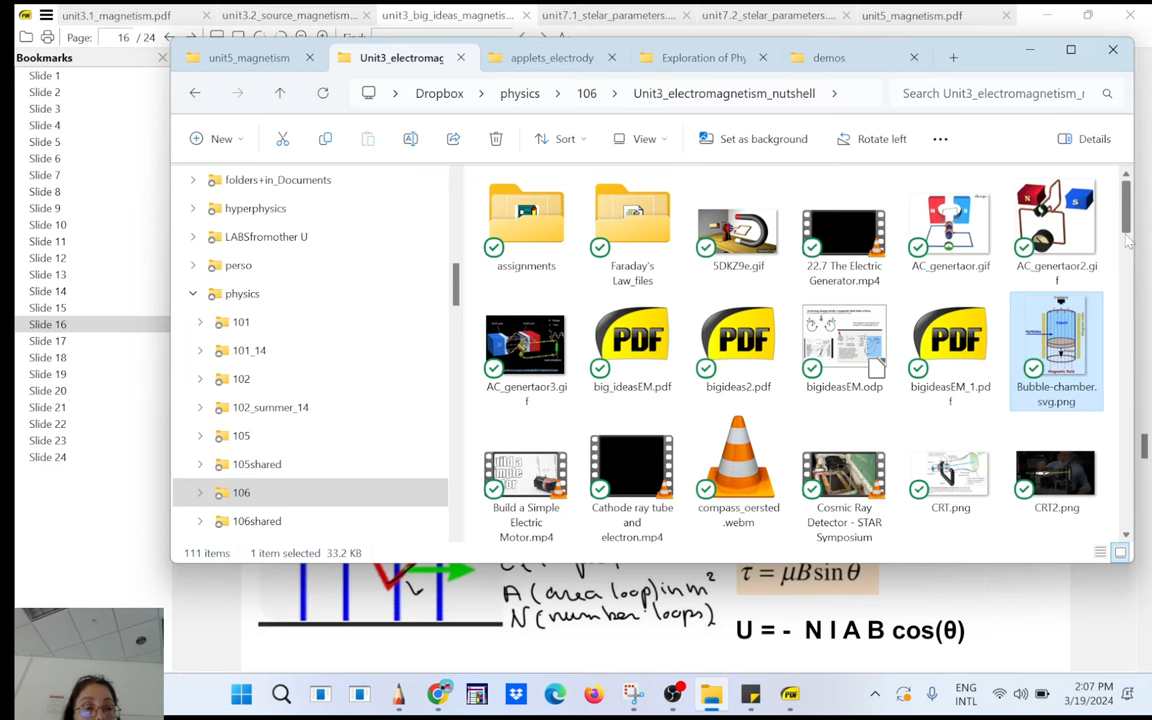 unit3.1_magnetism.pdf
unit3.2_source_magnetism...
unit3_big_ideas_magnetis...
unit7.1_stelar_parameters....
unit7.2_stelar_parameters....
unit5_magnetism.pdf
Page: 16 / 24
Bookmarks
Slide 1
Slide 2
Slide 3
Slide 4
Slide 5
Slide 6
Slide 7
Slide 8
Slide 9
Slide 10
Slide 11
Slide 12
Slide 13
Slide 14
Slide 15
Slide 16
Slide 17
Slide 18
Slide 19
Slide 20
Slide 21
Slide 22
Slide 23
Slide 24
unit5_magnetism
Unit3_electromag
applets_electrody
Exploration of Phy
demos
Dropbox > physics > 106 > Unit3_electromagnetism_nutshell >
Search Unit3_electromagnetism_r
New
Sort
View
Set as background
Rotate left
Details
folders+in_Documents
hyperphysics
LABSfromother U
perso
physics
101
101_14
102
102_summer_14
105
105shared
106
106shared
assignments
Faraday's
Law_files
5DKZ9e.gif
22.7 The Electric
Generator.mp4
AC_genertaor.gif
AC_genertaor2.gi
f
AC_genertaor3.gi
f
PDF
big_ideasEM.pdf
PDF
bigideas2.pdf
bigideasEM.odp
PDF
bigideasEM_1.pd
f
Bubble-chamber.
svg.png
Build a Simple
Electric
Motor.mp4
Cathode ray tube
and
electron.mp4
compass_oersted
.webm
Cosmic Ray
Detector - STAR
Symposium
CRT.png
CRT2.png
111 items
1 item selected 33.2 KB
A (area loop) in m²
N (number loops)
τ = μB sin θ
U = - N I A B cos(θ)
ENG
INTL
2:07 PM
3/19/2024